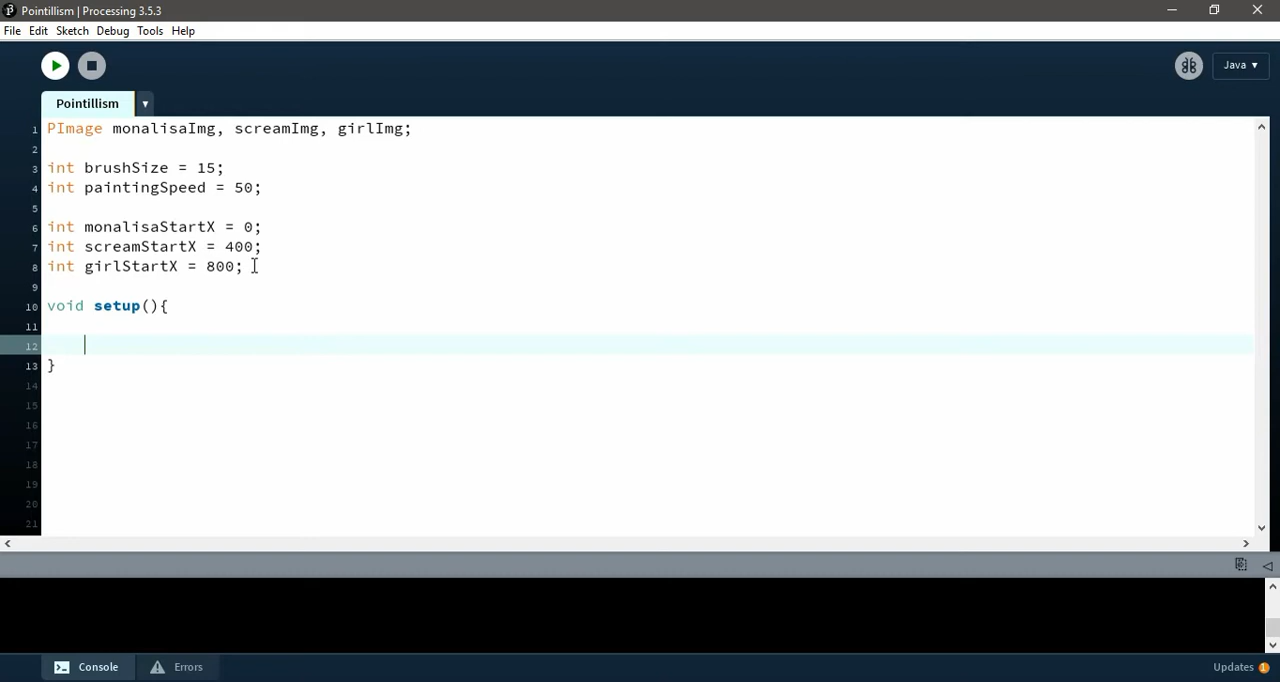 Pointillism | Processing 3.5.3
File Edit Sketch Debug Tools Help
Java ▾
Pointillism ▾
1 PImage monalisaImg, screamImg, girlImg;
2
3 int brushSize = 15;
4 int paintingSpeed = 50;
5
6 int monalisaStartX = 0;
7 int screamStartX = 400;
8 int girlStartX = 800;
9
10 void setup(){
11
12
13 }
14
15
16
17
18
19
20
21
Console Errors Updates 1